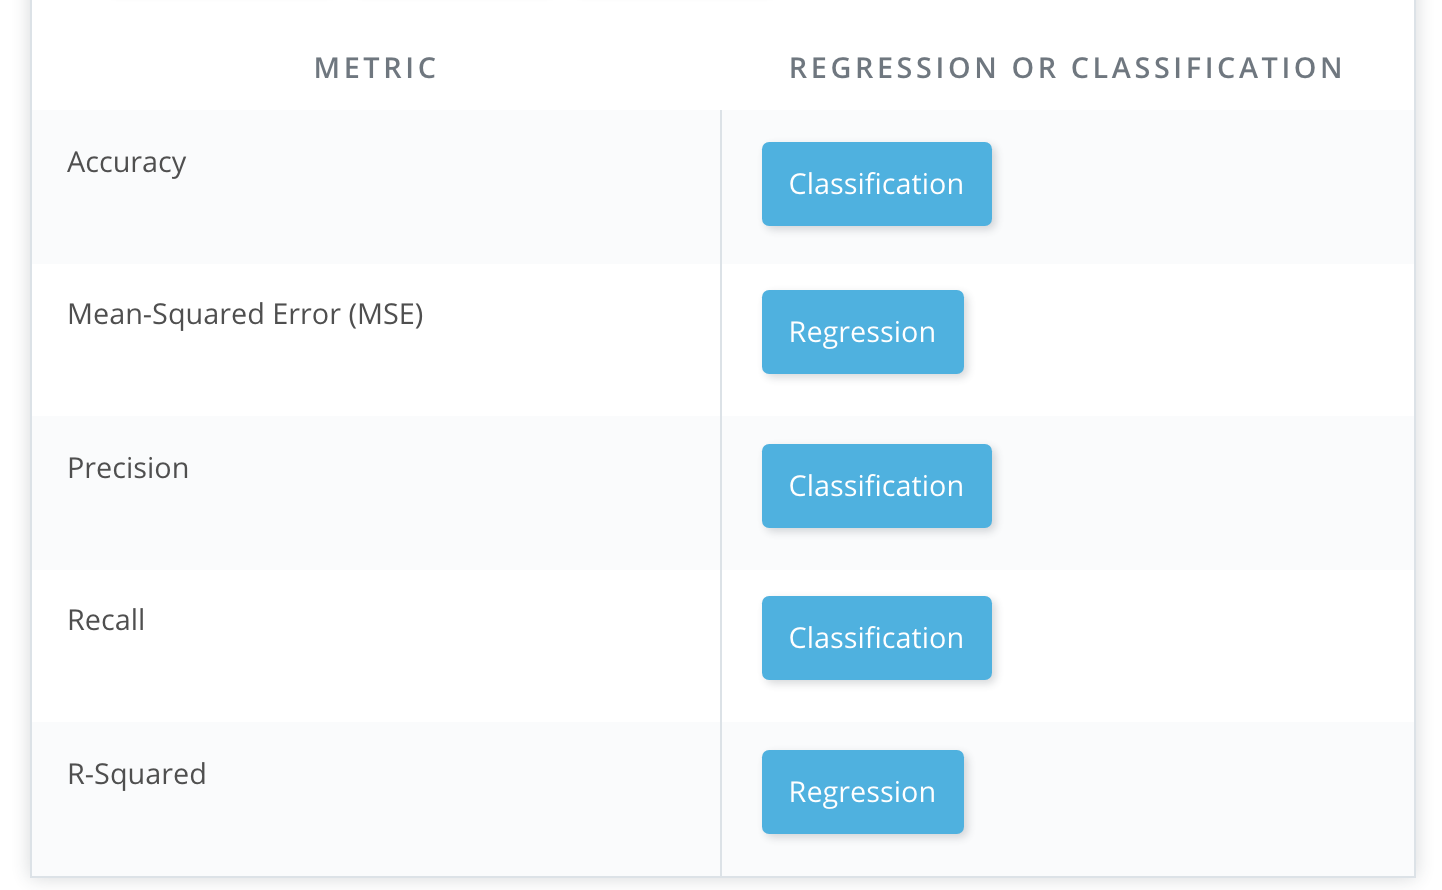 METRIC REGRESSION OR CLASSIFICATION
Accuracy Classification
Mean-Squared Error (MSE) Regression
Precision Classification
Recall Classification
R-Squared Regression